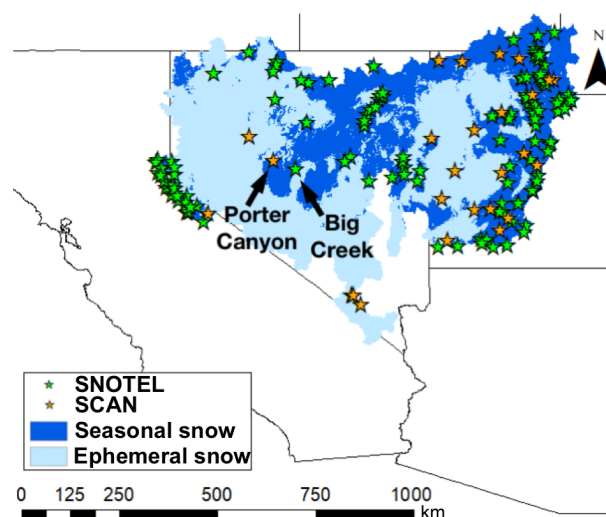 N
Porter
Canyon
Big
Creek
SNOTEL
SCAN
Seasonal snow
Ephemeral snow
0 125 250 500 750 1000
km